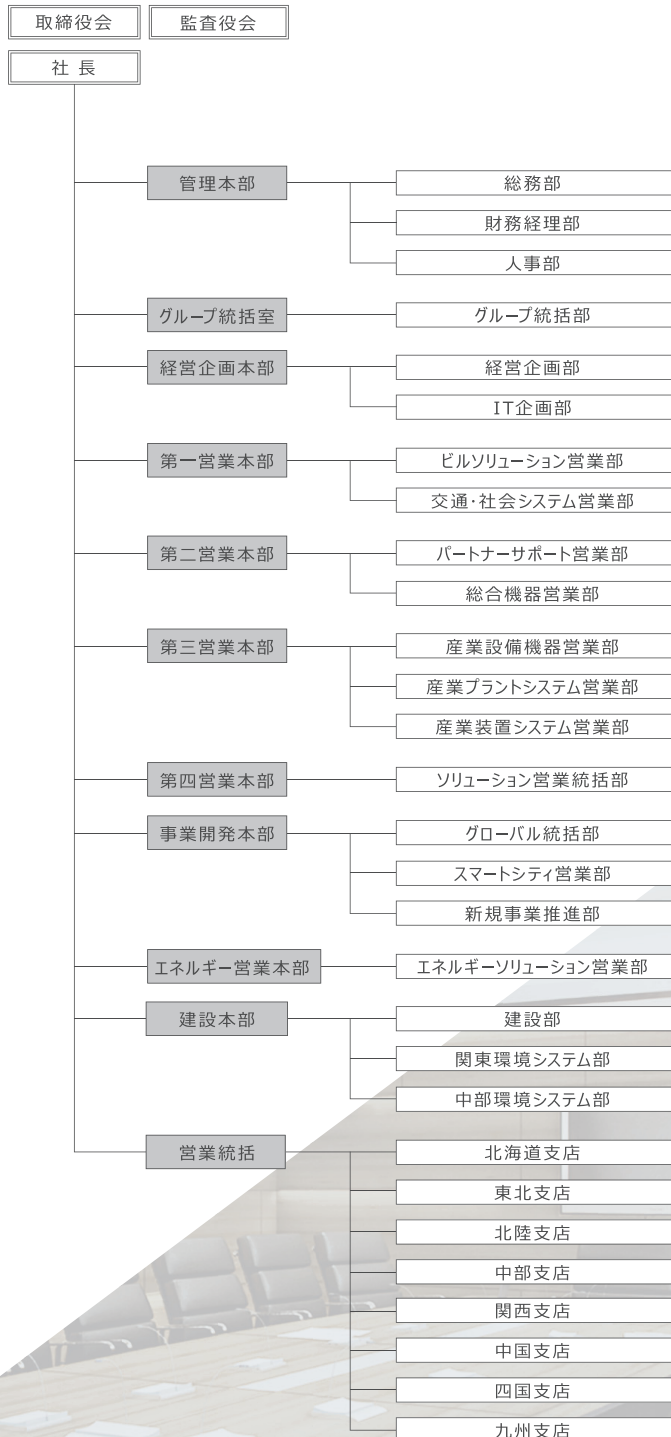 取締役会 監査役会
社長
管理本部 総務部
財務経理部
人事部
グループ統括室 グループ統括部
経営企画本部 経営企画部
IT企画部
第一営業本部 ビルソリューション営業部
交通・社会システム営業部
第二営業本部 パートナーサポート営業部
総合機器営業部
第三営業本部 産業設備機器営業部
産業プラントシステム営業部
産業装置システム営業部
第四営業本部 ソリューション営業統括部
事業開発本部 グローバル統括部
スマートシティ営業部
新規事業推進部
エネルギー営業本部 エネルギーソリューション営業部
建設本部 建設部
関東環境システム部
中部環境システム部
営業統括 北海道支店
東北支店
北陸支店
中部支店
関西支店
中国支店
四国支店
九州支店